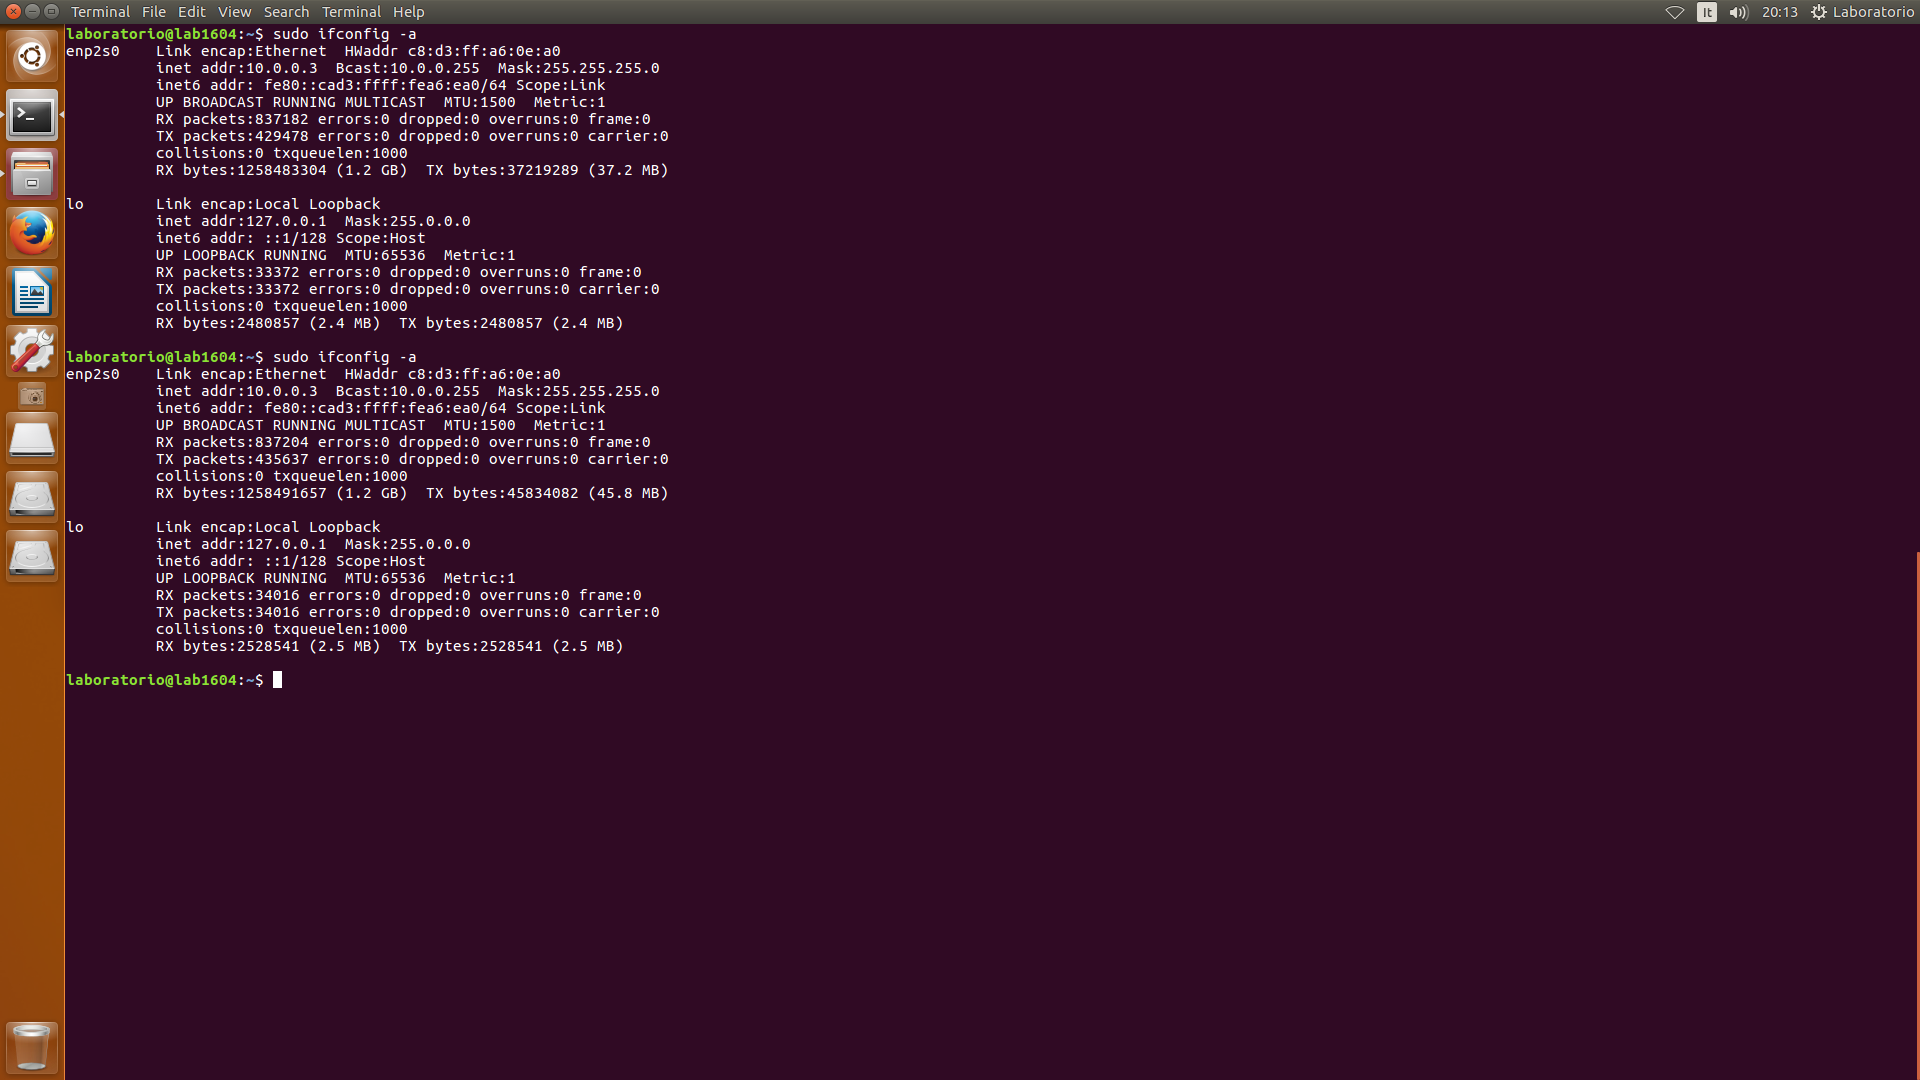 Terminal File Edit View Search Terminal Help It 20:13 Laboratorio
laboratorio@lab1604:~$ sudo ifconfig -a
enp2s0    Link encap:Ethernet  HWaddr c8:d3:ff:a6:0e:a0
          inet addr:10.0.0.3  Bcast:10.0.0.255  Mask:255.255.255.0
          inet6 addr: fe80::cad3:ffff:fea6:ea0/64 Scope:Link
          UP BROADCAST RUNNING MULTICAST  MTU:1500  Metric:1
          RX packets:837182 errors:0 dropped:0 overruns:0 frame:0
          TX packets:429478 errors:0 dropped:0 overruns:0 carrier:0
          collisions:0 txqueuelen:1000
          RX bytes:1258483304 (1.2 GB)  TX bytes:37219289 (37.2 MB)

lo        Link encap:Local Loopback
          inet addr:127.0.0.1  Mask:255.0.0.0
          inet6 addr: ::1/128 Scope:Host
          UP LOOPBACK RUNNING  MTU:65536  Metric:1
          RX packets:33372 errors:0 dropped:0 overruns:0 frame:0
          TX packets:33372 errors:0 dropped:0 overruns:0 carrier:0
          collisions:0 txqueuelen:1000
          RX bytes:2480857 (2.4 MB)  TX bytes:2480857 (2.4 MB)

laboratorio@lab1604:~$ sudo ifconfig -a
enp2s0    Link encap:Ethernet  HWaddr c8:d3:ff:a6:0e:a0
          inet addr:10.0.0.3  Bcast:10.0.0.255  Mask:255.255.255.0
          inet6 addr: fe80::cad3:ffff:fea6:ea0/64 Scope:Link
          UP BROADCAST RUNNING MULTICAST  MTU:1500  Metric:1
          RX packets:837204 errors:0 dropped:0 overruns:0 frame:0
          TX packets:435637 errors:0 dropped:0 overruns:0 carrier:0
          collisions:0 txqueuelen:1000
          RX bytes:1258491657 (1.2 GB)  TX bytes:45834082 (45.8 MB)

lo        Link encap:Local Loopback
          inet addr:127.0.0.1  Mask:255.0.0.0
          inet6 addr: ::1/128 Scope:Host
          UP LOOPBACK RUNNING  MTU:65536  Metric:1
          RX packets:34016 errors:0 dropped:0 overruns:0 frame:0
          TX packets:34016 errors:0 dropped:0 overruns:0 carrier:0
          collisions:0 txqueuelen:1000
          RX bytes:2528541 (2.5 MB)  TX bytes:2528541 (2.5 MB)

laboratorio@lab1604:~$